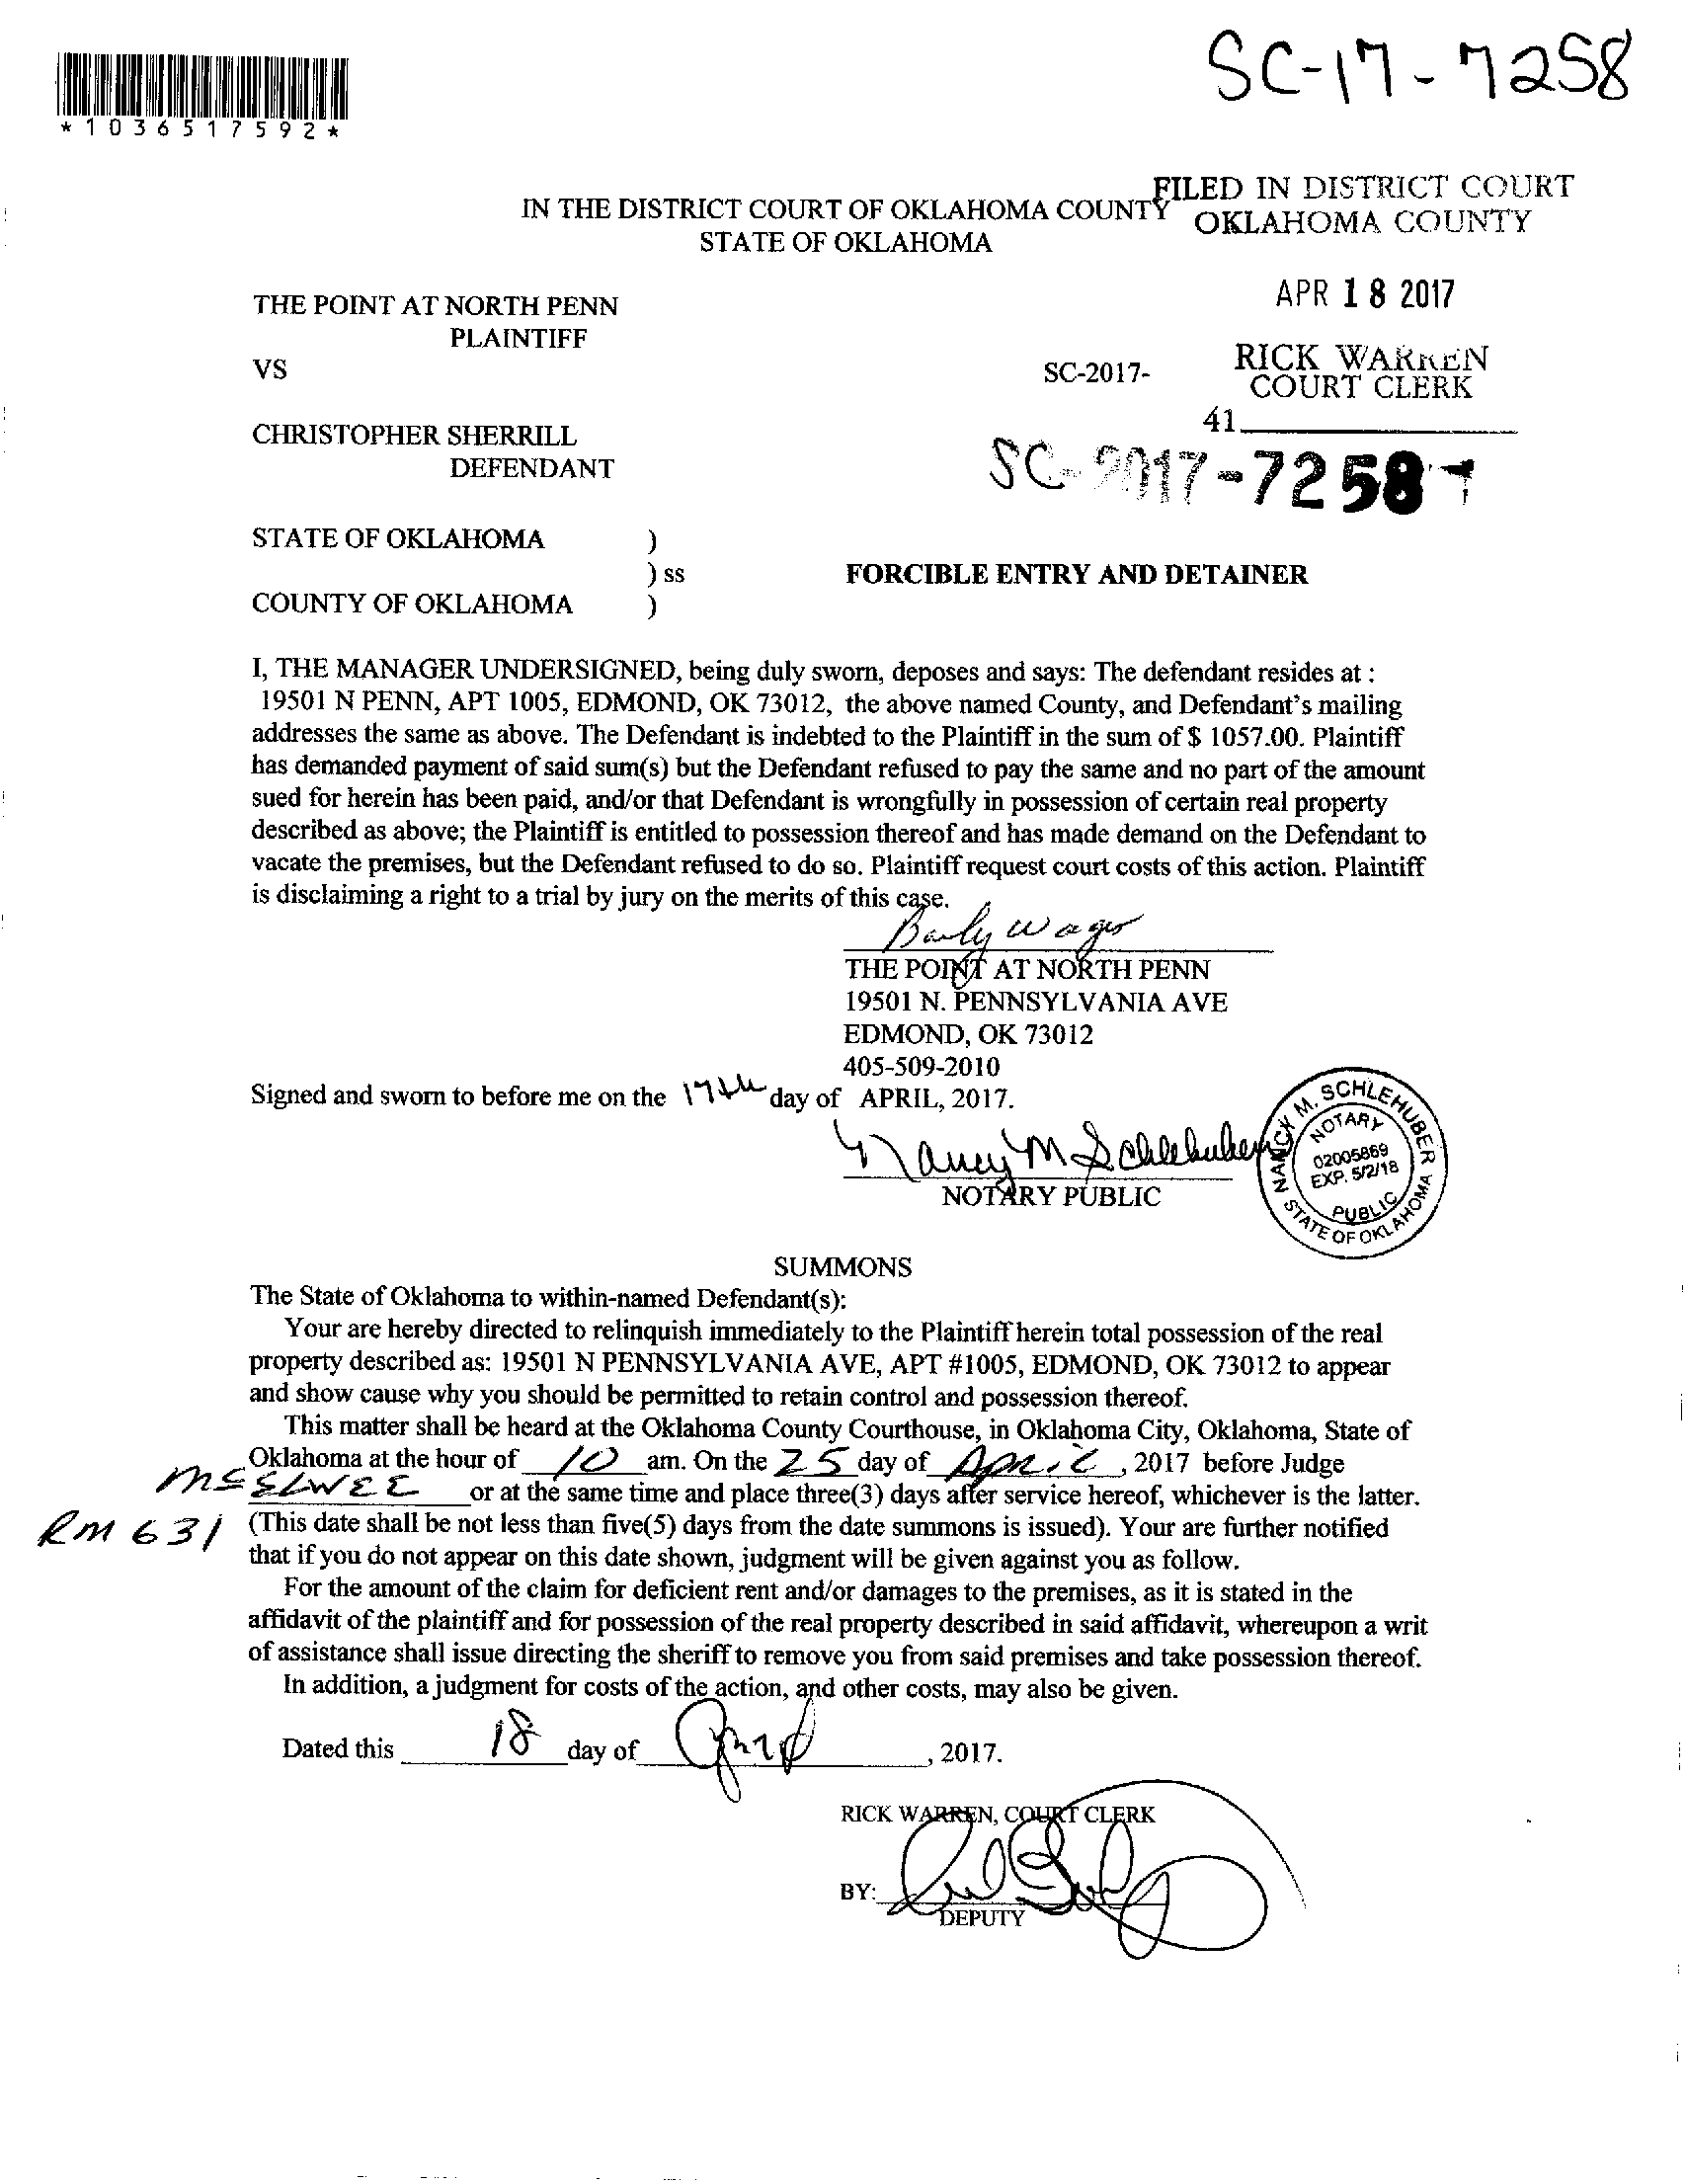 SC-17-7258
*1036517592*
FILED IN DISTRICT COURT
OKLAHOMA COUNTY
IN THE DISTRICT COURT OF OKLAHOMA COUNTY
STATE OF OKLAHOMA
APR 18 2017
THE POINT AT NORTH PENN
PLAINTIFF
VS
SC-2017-
RICK WARREN
COURT CLERK
41
CHRISTOPHER SHERRILL
DEFENDANT
SC-2017-7258
STATE OF OKLAHOMA )
) ss
FORCIBLE ENTRY AND DETAINER
COUNTY OF OKLAHOMA )
I, THE MANAGER UNDERSIGNED, being duly sworn, deposes and says: The defendant resides at :
19501 N PENN, APT 1005, EDMOND, OK 73012, the above named County, and Defendant's mailing
addresses the same as above. The Defendant is indebted to the Plaintiff in the sum of $ 1057.00. Plaintiff
has demanded payment of said sum(s) but the Defendant refused to pay the same and no part of the amount
sued for herein has been paid, and/or that Defendant is wrongfully in possession of certain real property
described as above; the Plaintiff is entitled to possession thereof and has made demand on the Defendant to
vacate the premises, but the Defendant refused to do so. Plaintiff request court costs of this action. Plaintiff
is disclaiming a right to a trial by jury on the merits of this case.
THE POINT AT NORTH PENN
19501 N. PENNSYLVANIA AVE
EDMOND, OK 73012
405-509-2010
Signed and sworn to before me on the 17th day of APRIL, 2017.
Nancy M Schlehuber
NOTARY PUBLIC
NANCY M. SCHLEHUBER
NOTARY
02005869
EXP. 5/2/18
PUBLIC
STATE OF OKLAHOMA
SUMMONS
The State of Oklahoma to within-named Defendant(s):
Your are hereby directed to relinquish immediately to the Plaintiff herein total possession of the real
property described as: 19501 N PENNSYLVANIA AVE, APT #1005, EDMOND, OK 73012 to appear
and show cause why you should be permitted to retain control and possession thereof.
This matter shall be heard at the Oklahoma County Courthouse, in Oklahoma City, Oklahoma, State of
Oklahoma at the hour of 10 am. On the 25 day of April, 2017 before Judge
McELWEE or at the same time and place three(3) days after service hereof, whichever is the latter.
RM 631 (This date shall be not less than five(5) days from the date summons is issued). Your are further notified
that if you do not appear on this date shown, judgment will be given against you as follow.
For the amount of the claim for deficient rent and/or damages to the premises, as it is stated in the
affidavit of the plaintiff and for possession of the real property described in said affidavit, whereupon a writ
of assistance shall issue directing the sheriff to remove you from said premises and take possession thereof.
In addition, a judgment for costs of the action, and other costs, may also be given.
Dated this 18 day of April, 2017.
RICK WARREN, COURT CLERK
BY:
DEPUTY